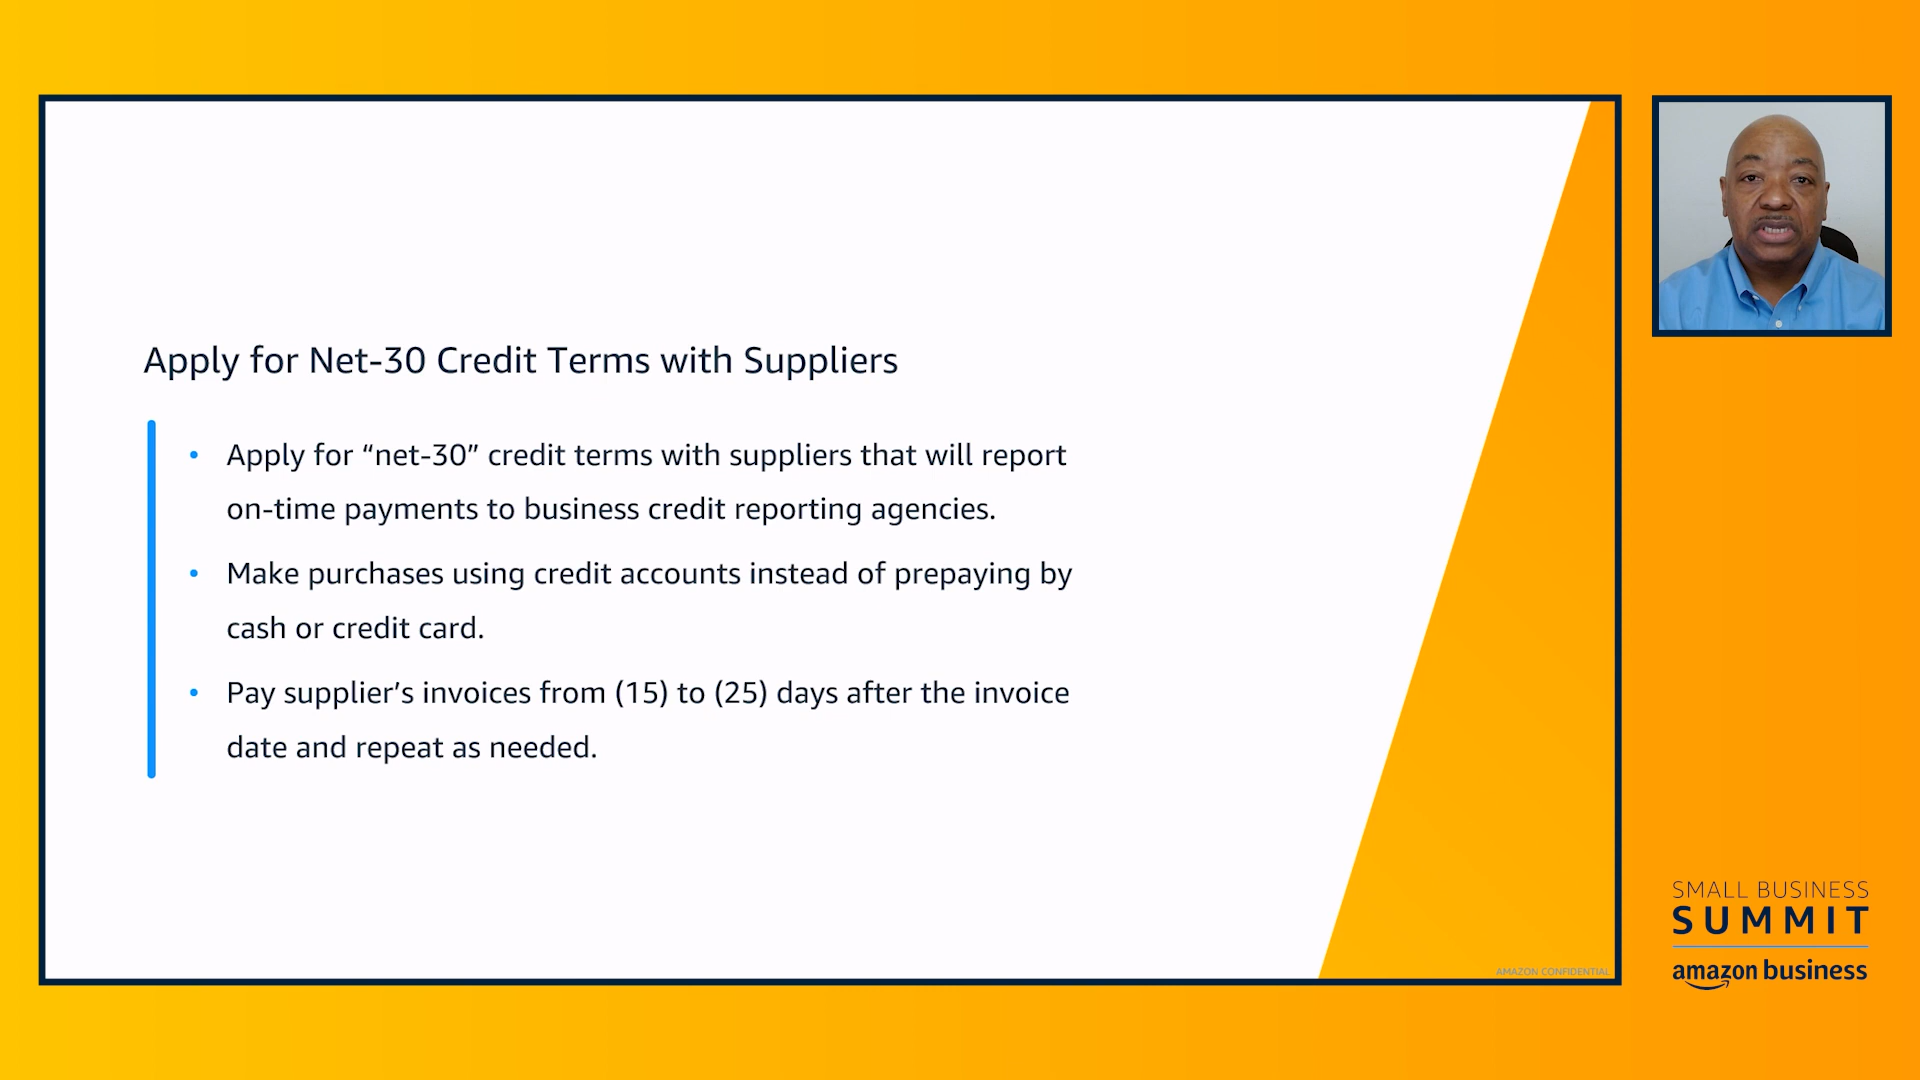 Apply for Net-30 Credit Terms with Suppliers
• Apply for “net-30” credit terms with suppliers that will report
on-time payments to business credit reporting agencies.
• Make purchases using credit accounts instead of prepaying by
cash or credit card.
• Pay supplier’s invoices from (15) to (25) days after the invoice
date and repeat as needed.
AMAZON CONFIDENTIAL
SMALL BUSINESS
SUMMIT
amazon business